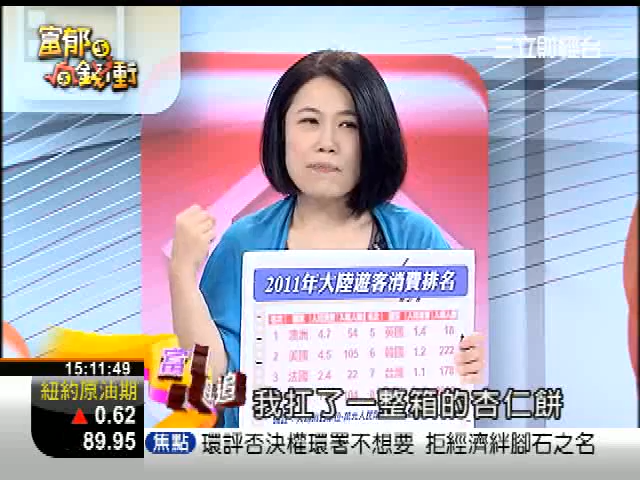 富郁的
向錢衝
三立財經台
2011年大陸遊客消費排名
1 澳洲 4.7 54 5 英國 1.4 18
2 美國 4.5 105 6 韓國 1.2 222
3 法國 2.4 22 7 台灣 1.1 178
富
追
我扛了一整箱的杏仁餅
15:11:49
紐約原油期
▲ 0.62
89.95
焦點 環評否決權環署不想要 拒經濟絆腳石之名